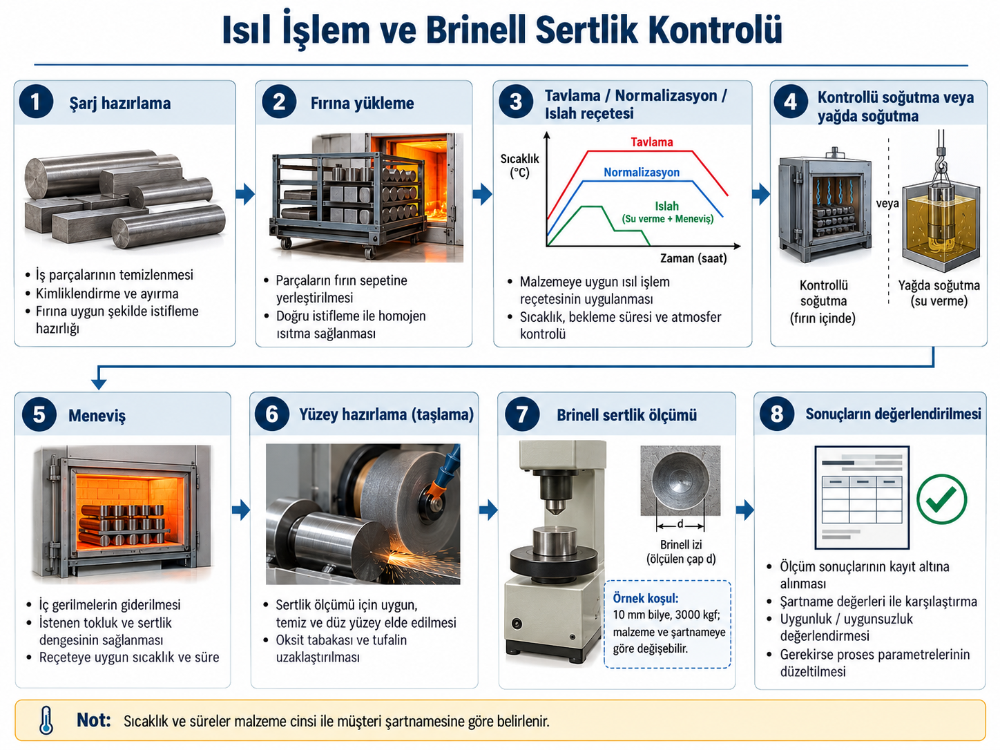 Isıl İşlem ve Brinell Sertlik Kontrolü
1
Şarj hazırlama
• İş parçalarının temizlenmesi
• Kimliklendirme ve ayırma
• Fırına uygun şekilde istifleme
hazırlığı
2
Fırına yükleme
• Parçaların fırın sepetine
yerleştirilmesi
• Doğru istifleme ile homojen
ısıtma sağlanması
3
Tavlama / Normalizasyon /
Islah reçetesi
Sıcaklık
(°C)
Tavlama
Normalizasyon
Islah
(Su verme + Meneviş)
Zaman (saat)
• Malzemeye uygun ısıl işlem
reçetesinin uygulanması
• Sıcaklık, bekleme süresi ve atmosfer
kontrolü
4
Kontrollü soğutma veya
yağda soğutma
veya
Kontrollü
soğutma
(fırın içinde)
Yağda soğutma
(su verme)
5
Meneviş
• İç gerilmelerin giderilmesi
• İstenen tokluk ve sertlik
dengesinin sağlanması
• Reçeteye uygun sıcaklık ve süre
6
Yüzey hazırlama (taşlama)
• Sertlik ölçümü için uygun,
temiz ve düz yüzey elde edilmesi
• Oksit tabakası ve tufalin
uzaklaştırılması
7
Brinell sertlik ölçümü
d
Brinell izi
(ölçülen çap d)
Örnek koşul:
10 mm bilye, 3000 kgf;
malzeme ve şartnameye
göre değişebilir.
8
Sonuçların değerlendirilmesi
• Ölçüm sonuçlarının kayıt altına
alınması
• Şartname değerleri ile karşılaştırma
• Uygunluk / uygunsuzluk
değerlendirmesi
• Gerekirse proses parametrelerinin
düzeltilmesi
Not: Sıcaklık ve süreler malzeme cinsi ile müşteri şartnamesine göre belirlenir.